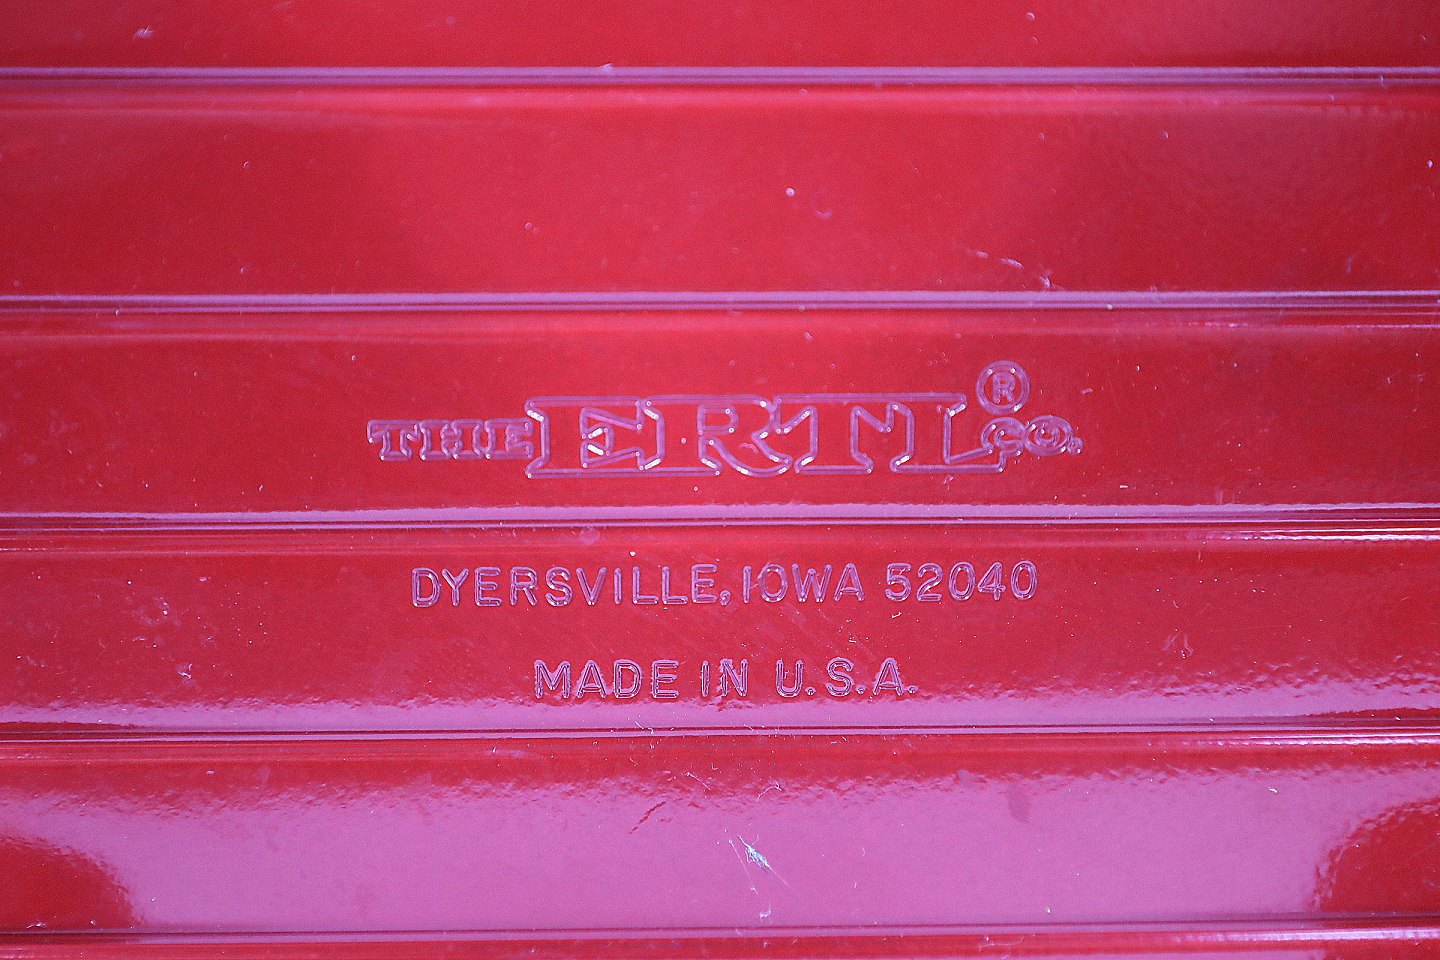 THE ERTL CO.®
DYERSVILLE, IOWA 52040
MADE IN U.S.A.